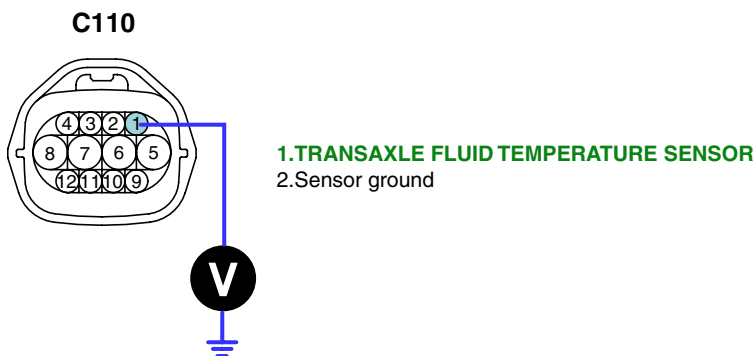 C110
4 3 2 1
8 7 6 5
12 11 10 9
1.TRANSAXLE FLUID TEMPERATURE SENSOR
2.Sensor ground
V